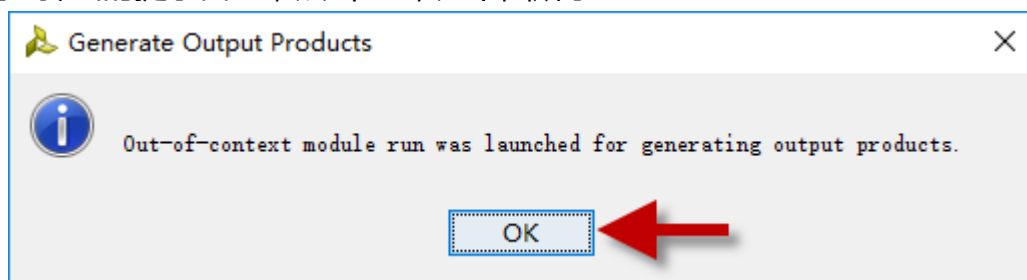 Generate Output Products
Out-of-context module run was launched for generating output products.
OK